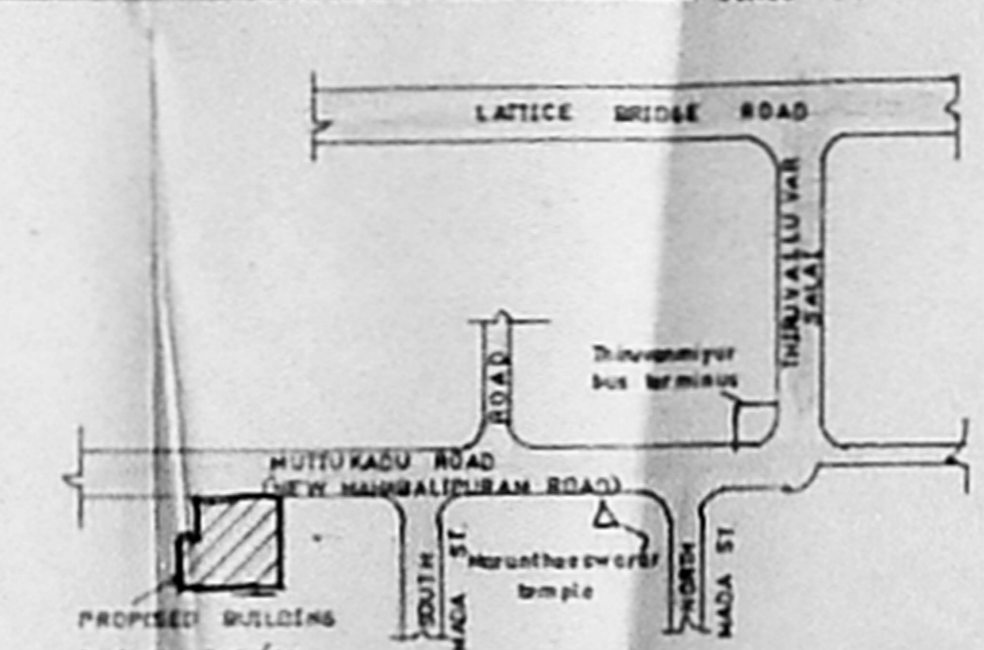 LATTICE BRIDGE ROAD
THIRUVALLUVAR
SALAI
Thiruvanmiyur
bus terminus
ROAD
MUTTUKADU ROAD
(NEW MAHABALIPURAM ROAD)
Maruntheeswarar
temple
SOUTH
MADA ST.
NORTH
MADA ST
PROPOSED BUILDING